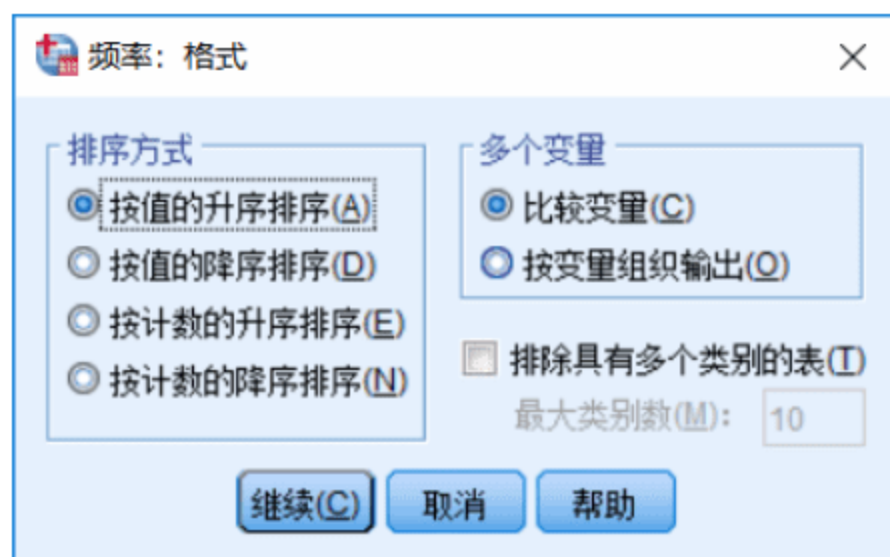 频率：格式
排序方式
按值的升序排序(A)
按值的降序排序(D)
按计数的升序排序(E)
按计数的降序排序(N)
多个变量
比较变量(C)
按变量组织输出(O)
排除具有多个类别的表(T)
最大类别数(M)： 10
继续(C) 取消 帮助